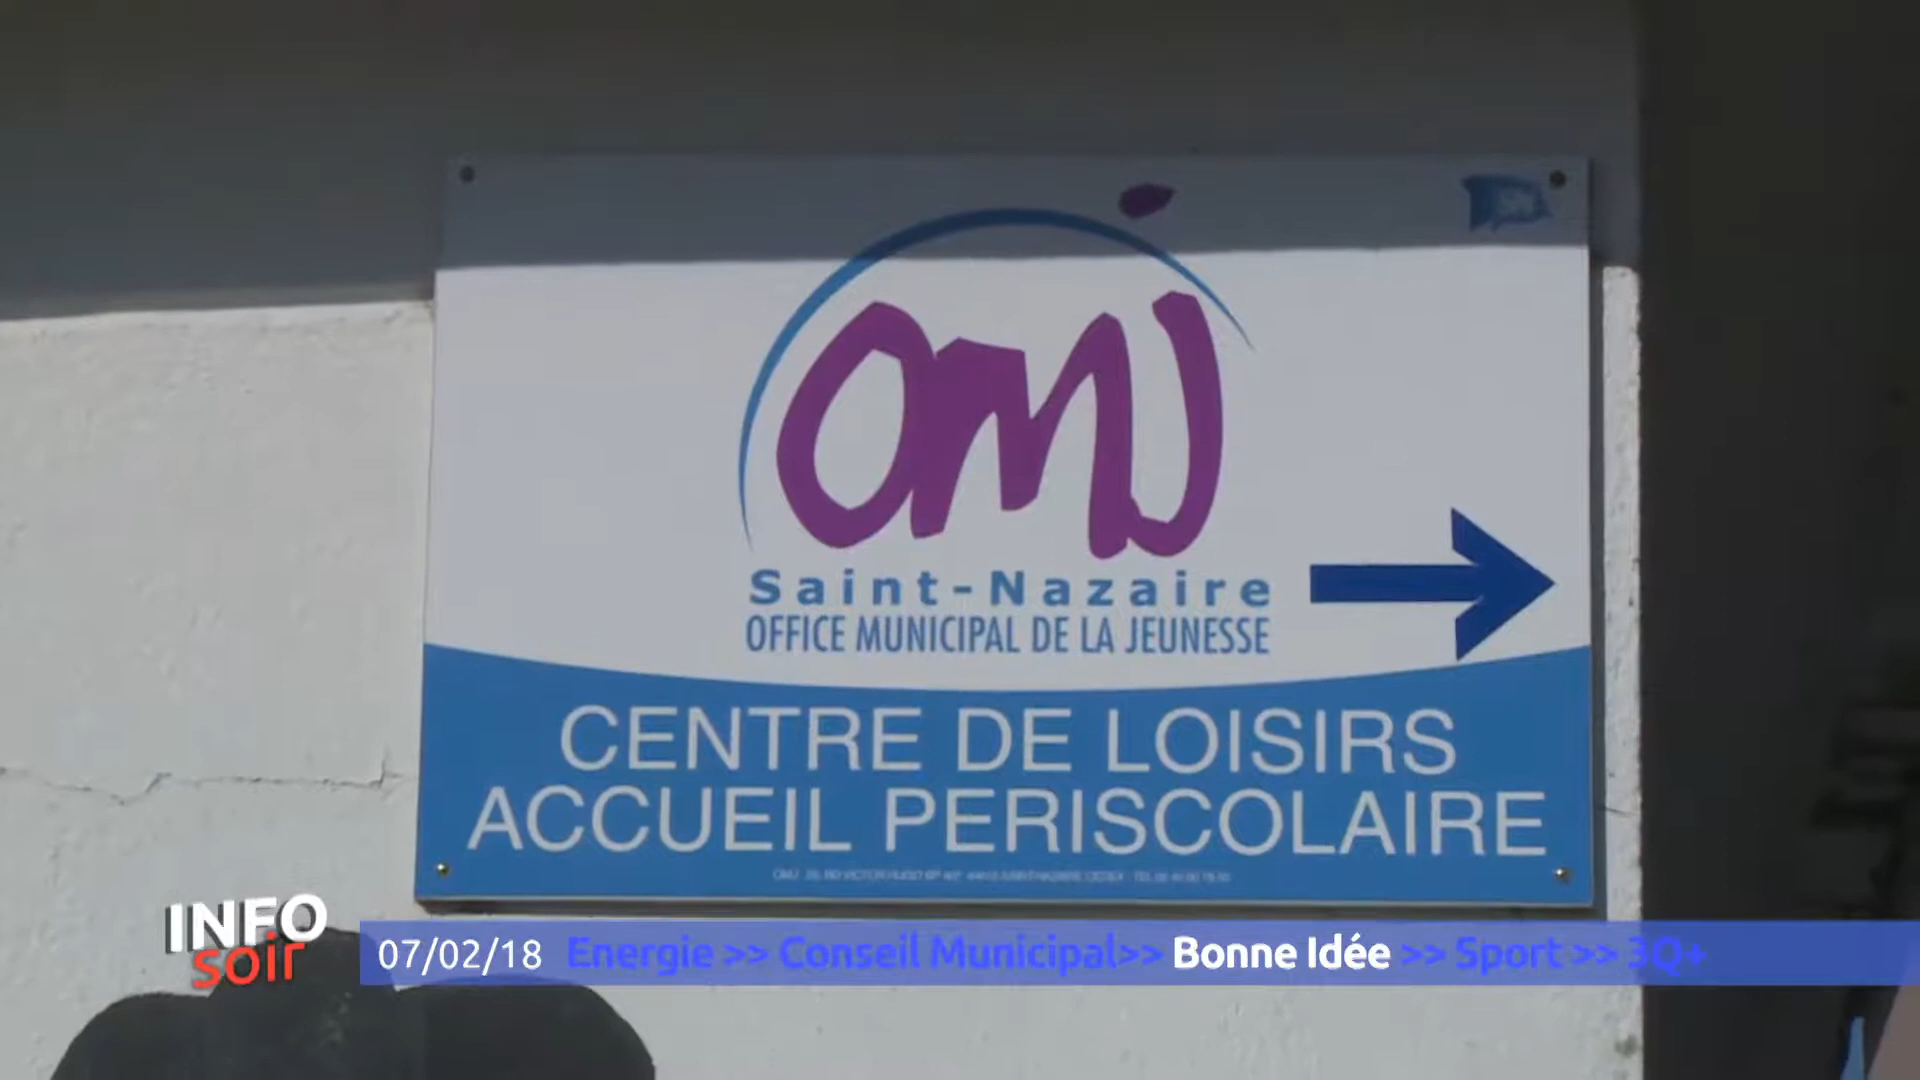 omj
Saint-Nazaire
OFFICE MUNICIPAL DE LA JEUNESSE
CENTRE DE LOISIRS
ACCUEIL PERISCOLAIRE
INFO
soir
07/02/18 Energie >> Conseil Municipal>> Bonne Idée >> Sport >> 3Q+